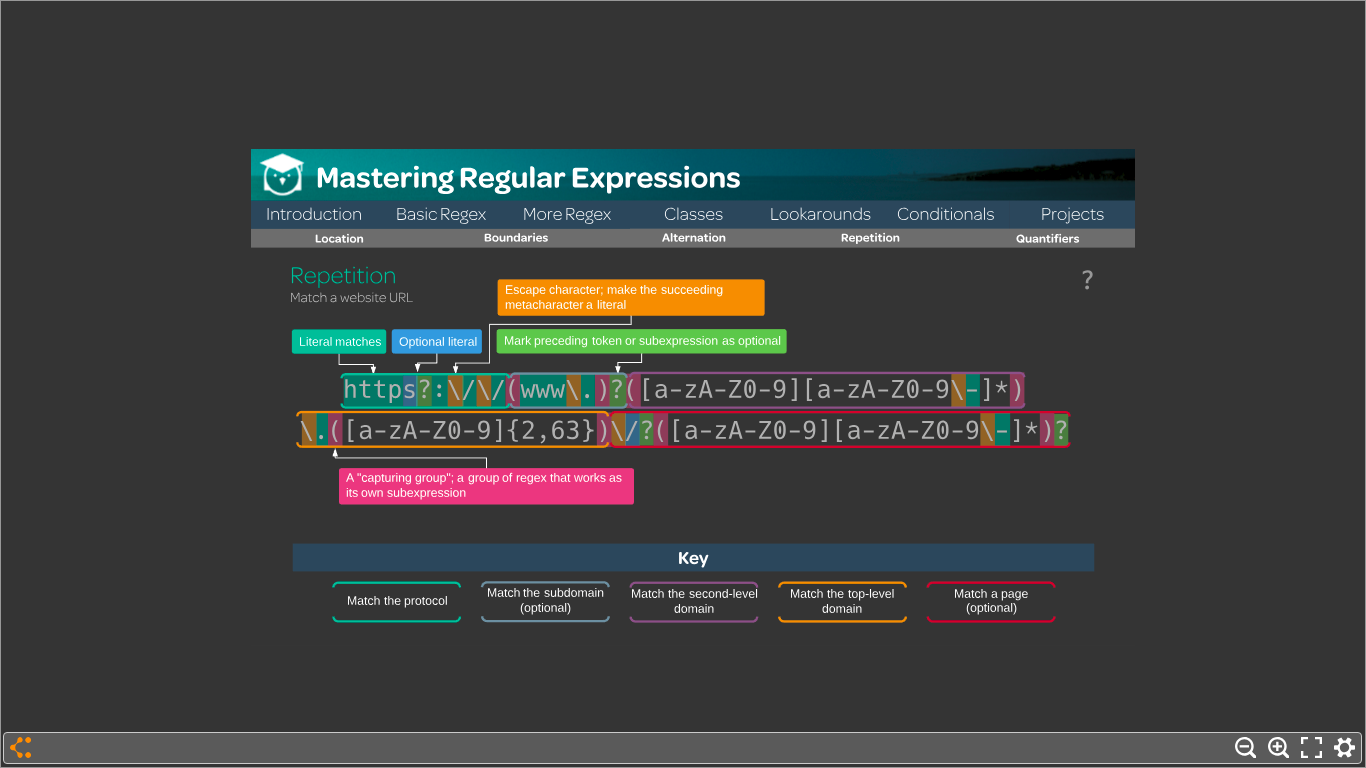 Mastering Regular Expressions
Introduction Basic Regex More Regex Classes Lookarounds Conditionals Projects
Location Boundaries Alternation Repetition Quantifiers
Repetition
Match a website URL
?
Escape character; make the succeeding
metacharacter a literal
Literal matches
Optional literal
Mark preceding token or subexpression as optional
https?:\/\/(www\.)?([a-zA-Z0-9][a-zA-Z0-9\-]*)
\.([a-zA-Z0-9]{2,63})\/?([a-zA-Z0-9][a-zA-Z0-9\-]*)?
A "capturing group"; a group of regex that works as
its own subexpression
Key
Match the protocol
Match the subdomain
(optional)
Match the second-level
domain
Match the top-level
domain
Match a page
(optional)